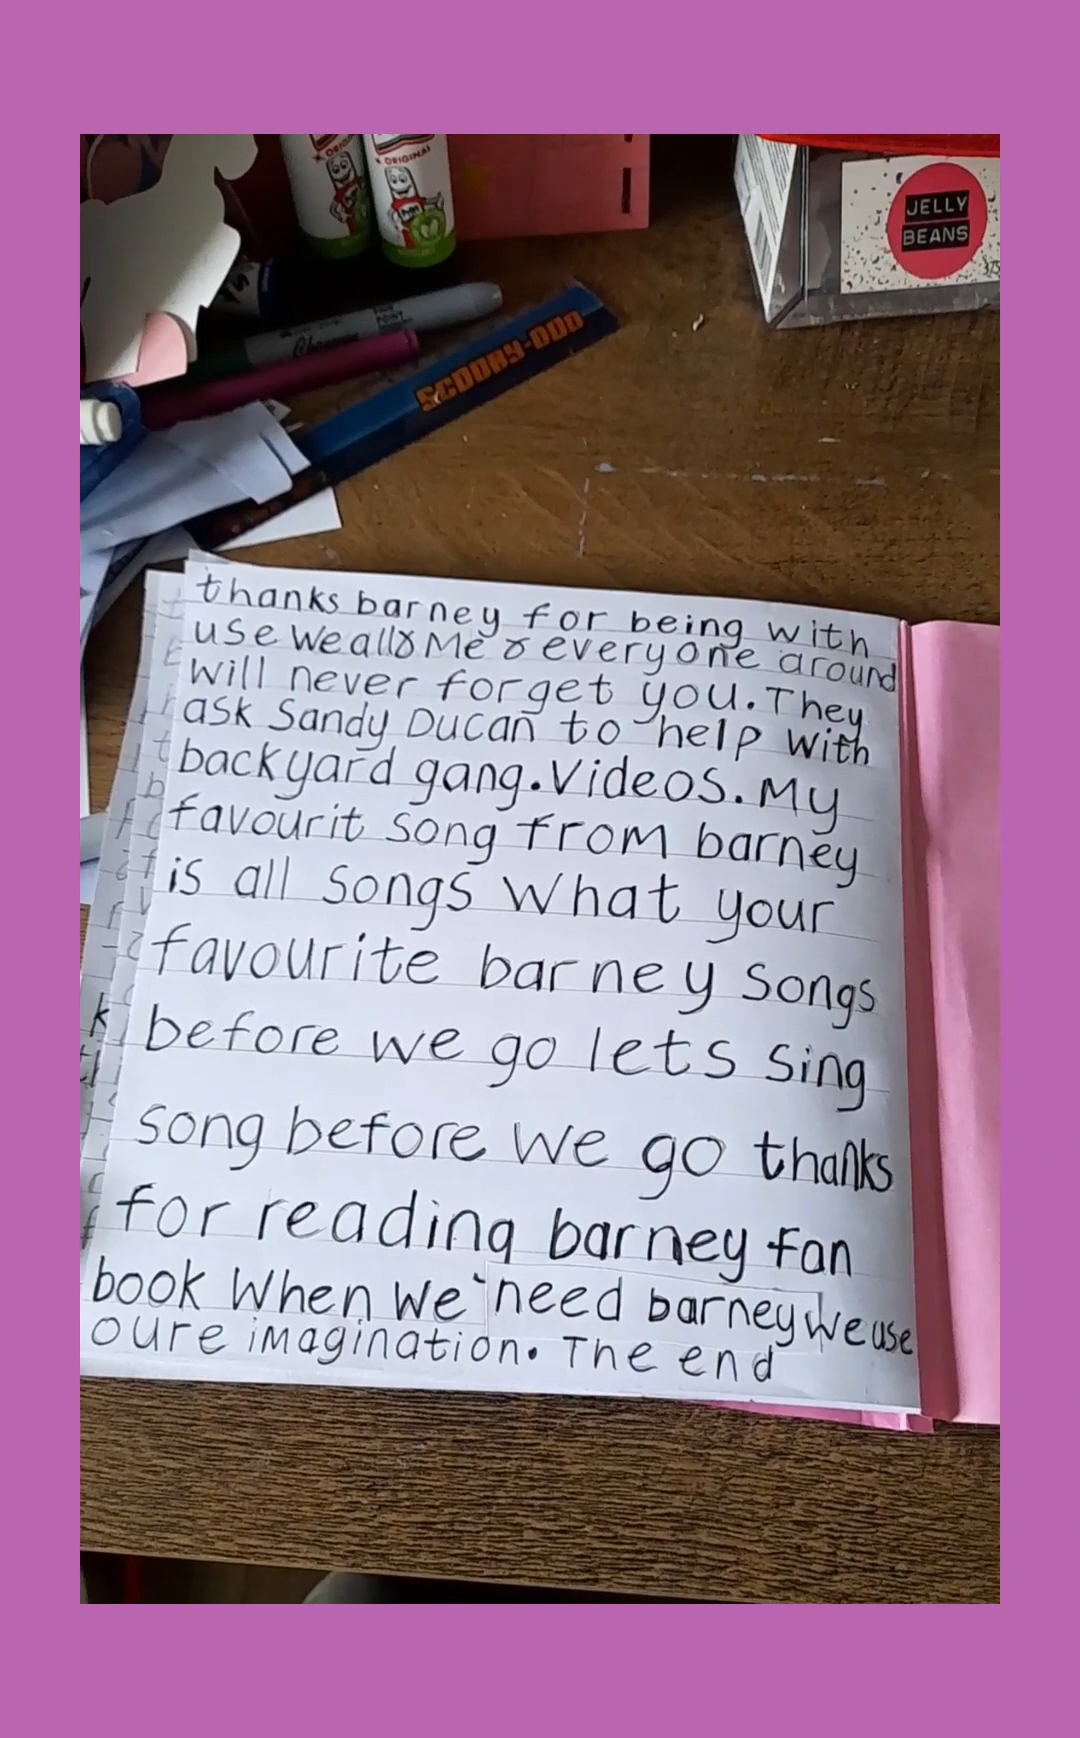 ORIGINAL
JELLY
BEANS
SCOOBY-DOO
thanks barney for being with
use we all & Me & everyone around
will never forget you. They
ask Sandy Ducan to help with
backyard gang. Videos. My
favourit song from barney
is all songs what your
favourite barney songs
before we go lets sing
song before we go thanks
for reading barney fan
book When we need barney we use
oure imagination. The end